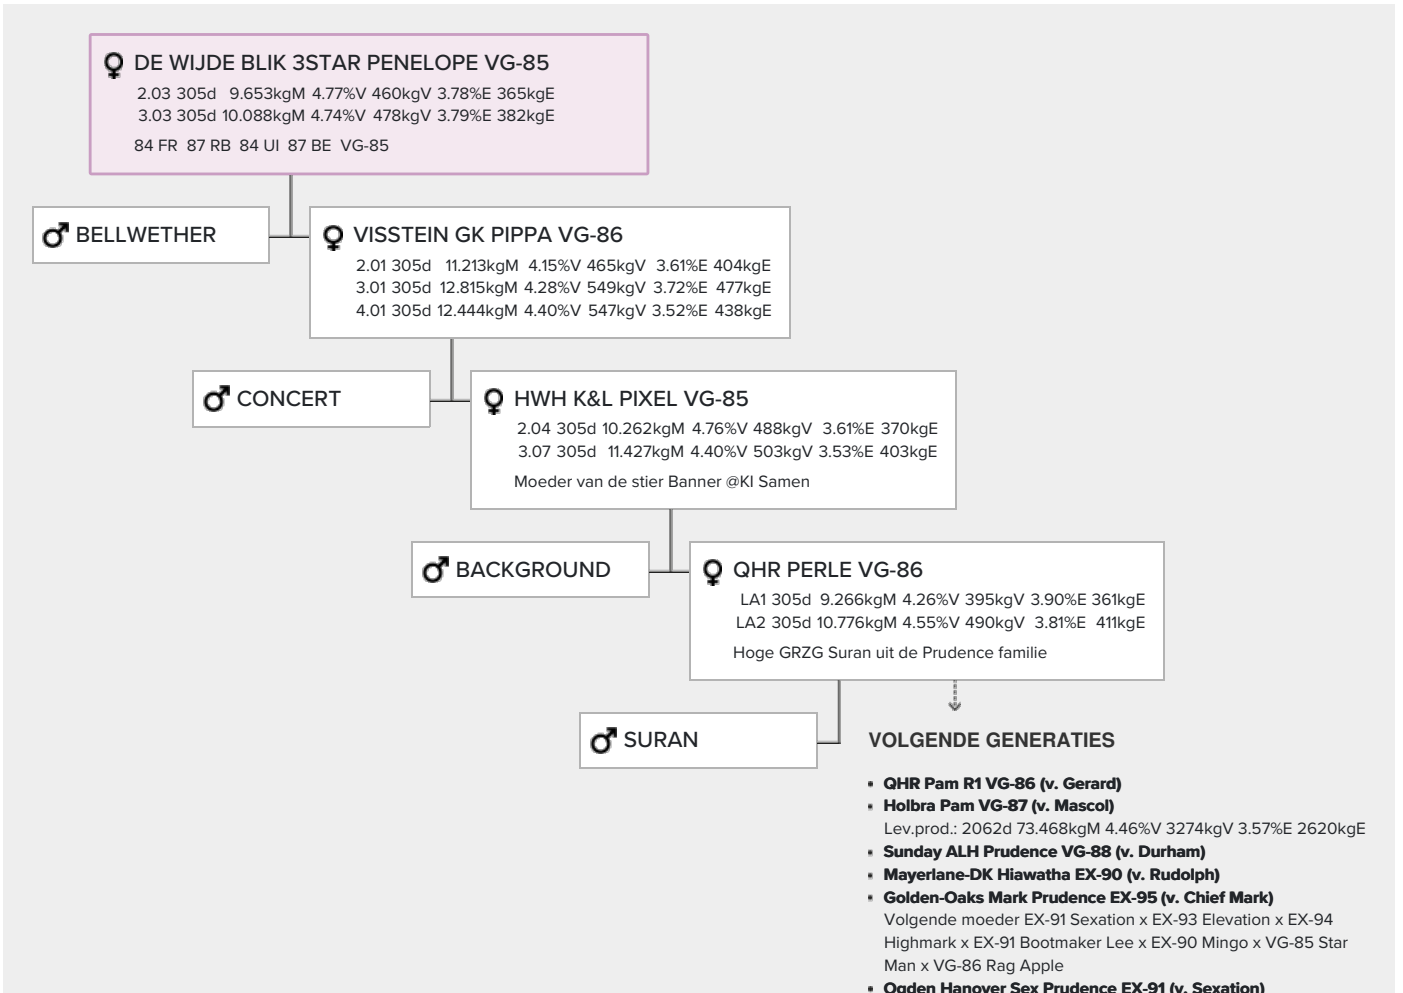 DE WIJDE BLIK 3STAR PENELOPE VG-85
2.03 305d 9.653kgM 4.77%V 460kgV 3.78%E 365kgE
3.03 305d 10.088kgM 4.74%V 478kgV 3.79%E 382kgE
84 FR 87 RB 84 UI 87 BE VG-85
BELLWETHER
VISSTEIN GK PIPPA VG-86
2.01 305d 11.213kgM 4.15%V 465kgV 3.61%E 404kgE
3.01 305d 12.815kgM 4.28%V 549kgV 3.72%E 477kgE
4.01 305d 12.444kgM 4.40%V 547kgV 3.52%E 438kgE
CONCERT
HWH K&L PIXEL VG-85
2.04 305d 10.262kgM 4.76%V 488kgV 3.61%E 370kgE
3.07 305d 11.427kgM 4.40%V 503kgV 3.53%E 403kgE
Moeder van de stier Banner @KI Samen
BACKGROUND
QHR PERLE VG-86
LA1 305d 9.266kgM 4.26%V 395kgV 3.90%E 361kgE
LA2 305d 10.776kgM 4.55%V 490kgV 3.81%E 411kgE
Hoge GRZG Suran uit de Prudence familie
SURAN
VOLGENDE GENERATIES
▪ QHR Pam R1 VG-86 (v. Gerard)
▪ Holbra Pam VG-87 (v. Mascol)
Lev.prod.: 2062d 73.468kgM 4.46%V 3274kgV 3.57%E 2620kgE
▪ Sunday ALH Prudence VG-88 (v. Durham)
▪ Mayerlane-DK Hiawatha EX-90 (v. Rudolph)
▪ Golden-Oaks Mark Prudence EX-95 (v. Chief Mark)
Volgende moeder EX-91 Sexation x EX-93 Elevation x EX-94
Highmark x EX-91 Bootmaker Lee x EX-90 Mingo x VG-85 Star
Man x VG-86 Rag Apple
▪ Ogden Hanover Sex Prudence EX-91 (v. Sexation)